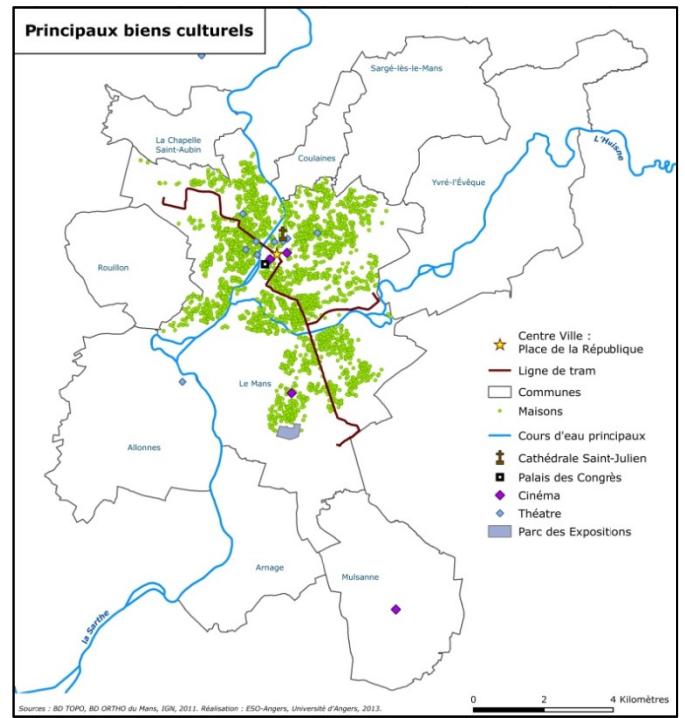 Principaux biens culturels
Sargé-lès-le-Mans
La Chapelle
Saint-Aubin
Coulaines
L'Huisne
Yvré-l'Évêque
Rouillon
Le Mans
Allonnes
Arnage
Mulsanne
la Sarthe
Centre Ville :
Place de la République
Ligne de tram
Communes
Maisons
Cours d'eau principaux
Cathédrale Saint-Julien
Palais des Congrès
Cinéma
Théatre
Parc des Expositions
0 2 4 Kilomètres
Sources : BD TOPO, BD ORTHO du Mans, IGN, 2011. Réalisation : ESO-Angers, Université d'Angers, 2013.